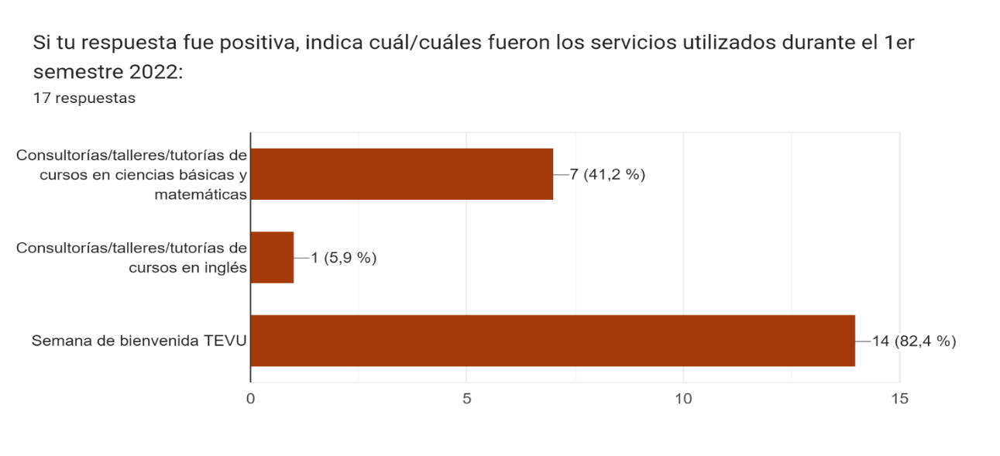 Si tu respuesta fue positiva, indica cuál/cuáles fueron los servicios utilizados durante el 1er
semestre 2022:
17 respuestas
Consultorías/talleres/tutorías de
cursos en ciencias básicas y
matemáticas
7 (41,2 %)
Consultorías/talleres/tutorías de
cursos en inglés
1 (5,9 %)
Semana de bienvenida TEVU
14 (82,4 %)
0 5 10 15